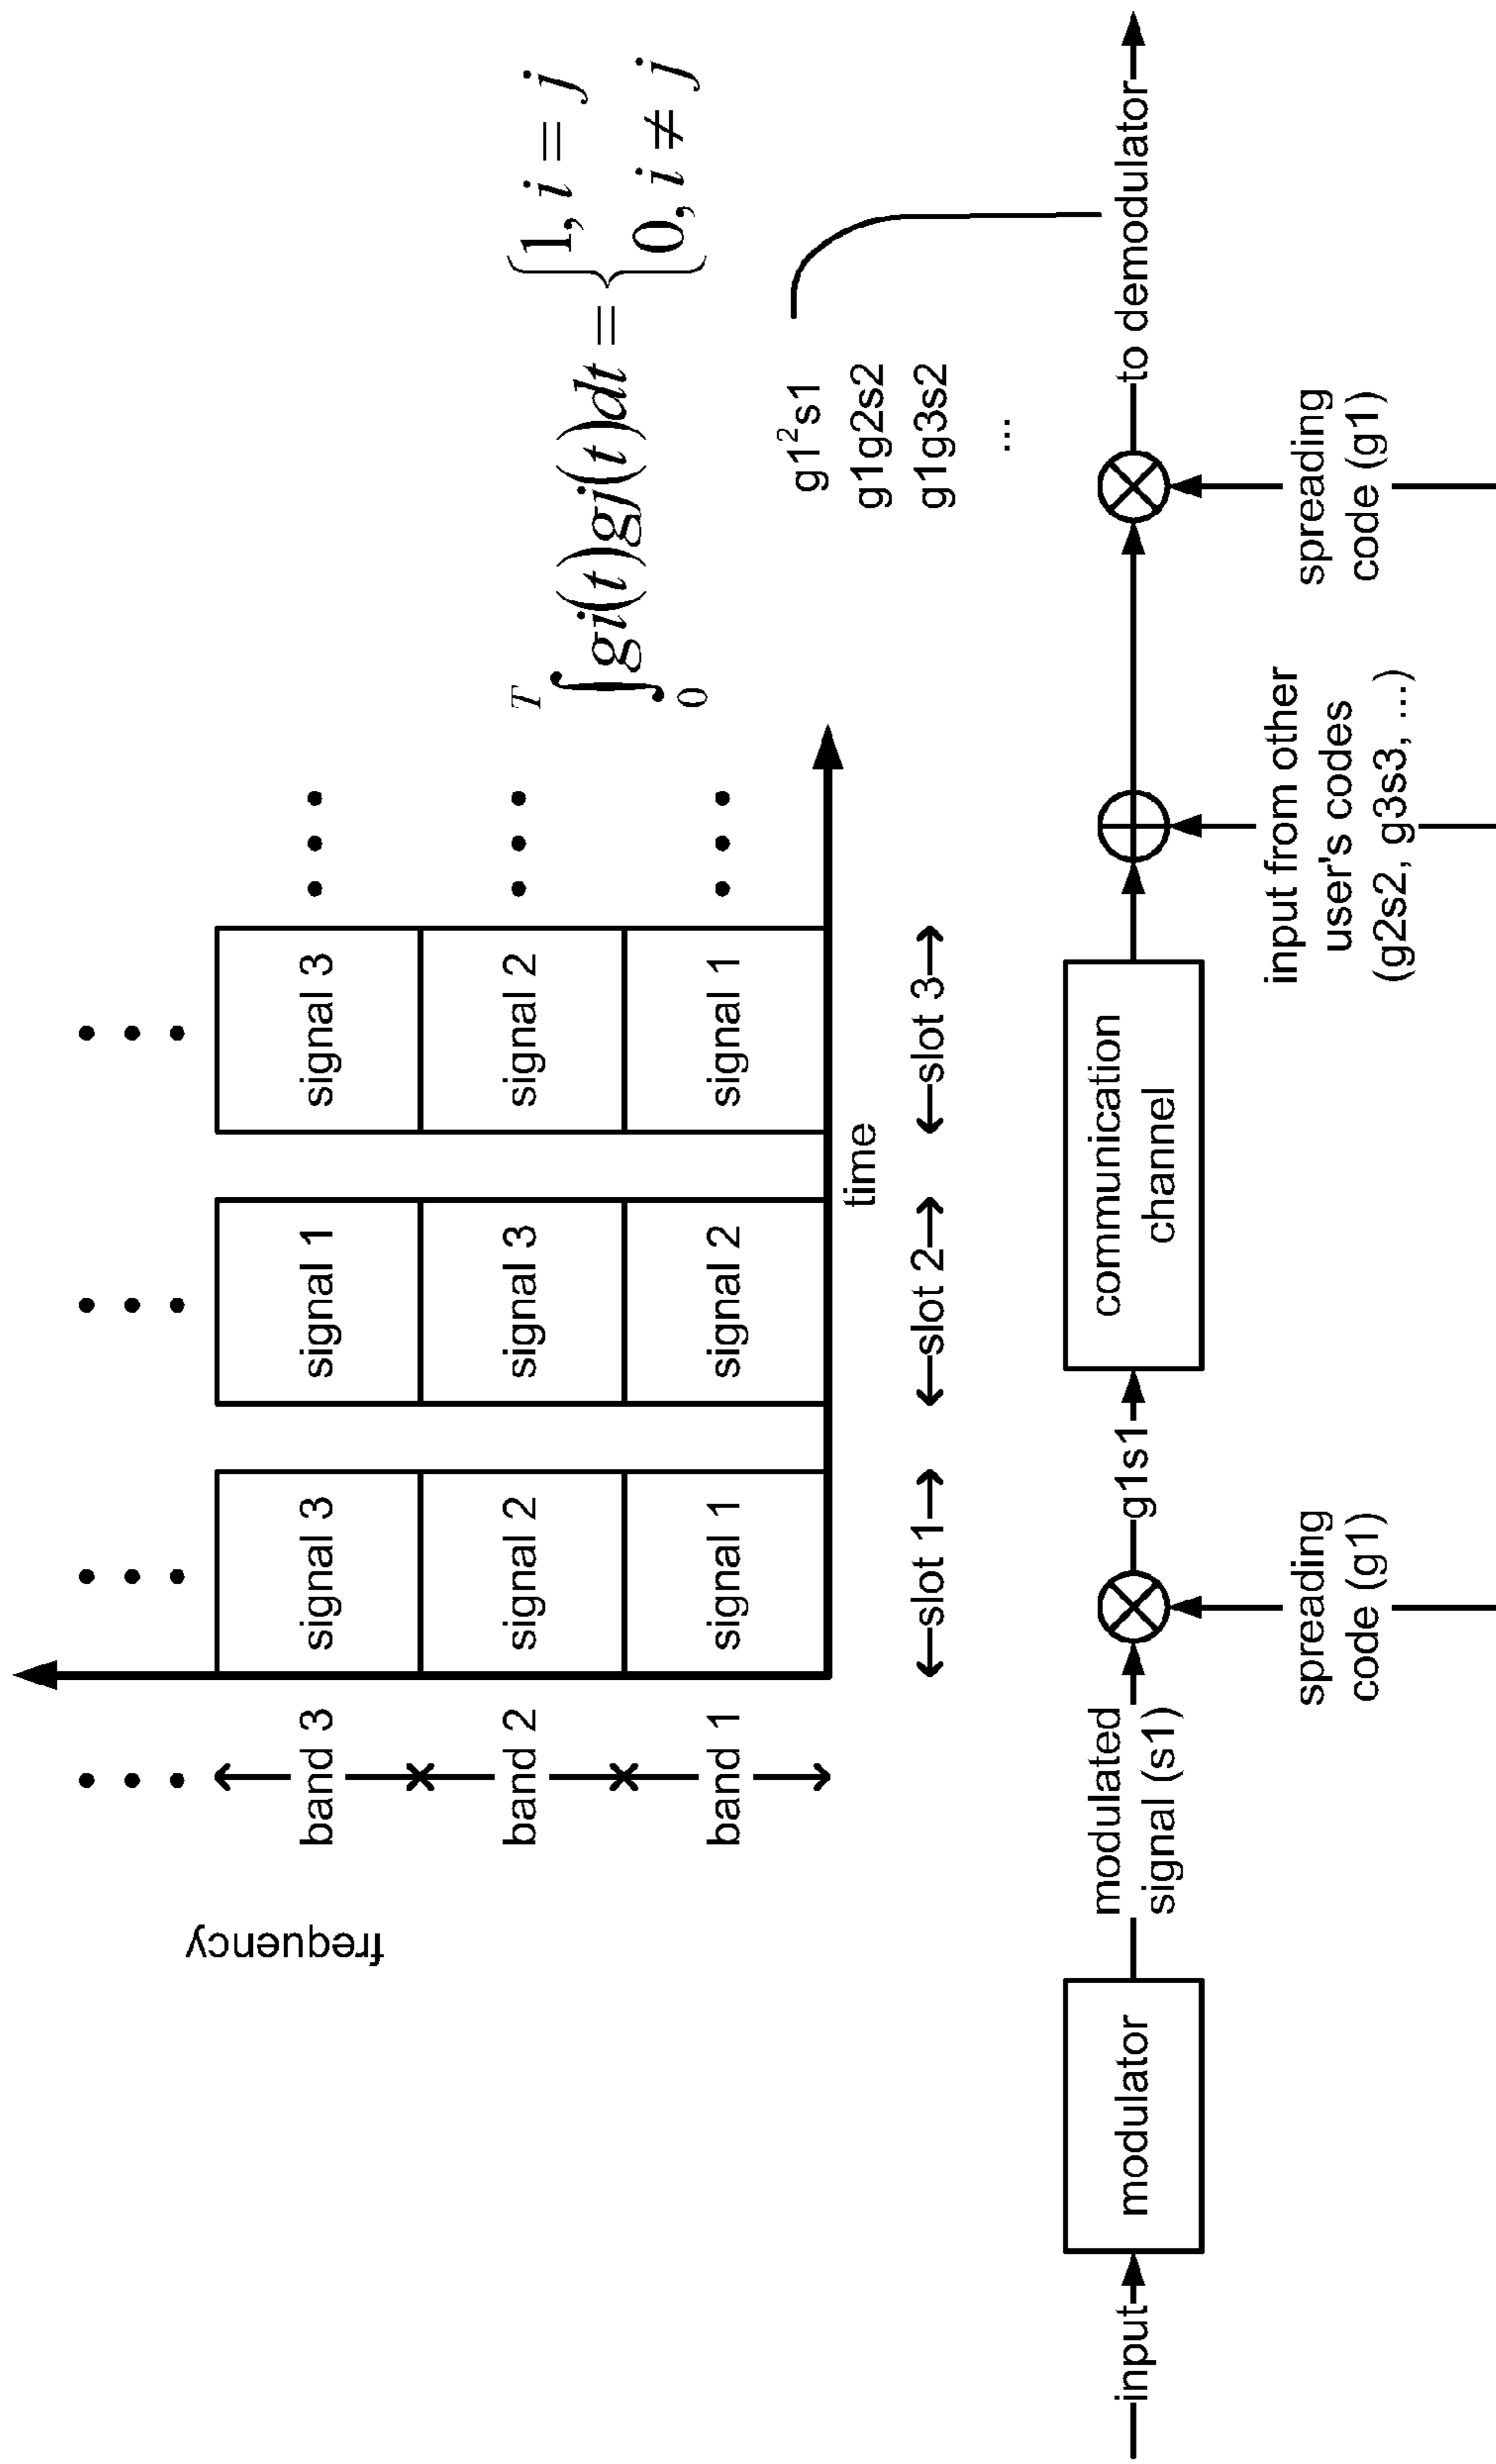 frequency
band 3
band 2
band 1
signal 3
signal 2
signal 1
signal 1
signal 3
signal 2
signal 3
signal 2
signal 1
time
slot 1
slot 2
slot 3
∫₀ᵀ gi(t)gj(t)dt = { 1, i = j
0, i ≠ j
g1²s1
g1g2s2
g1g3s2
...
input
modulator
modulated
signal (s1)
spreading
code (g1)
g1s1
communication
channel
input from other
user's codes
(g2s2, g3s3, ...)
spreading
code (g1)
to demodulator